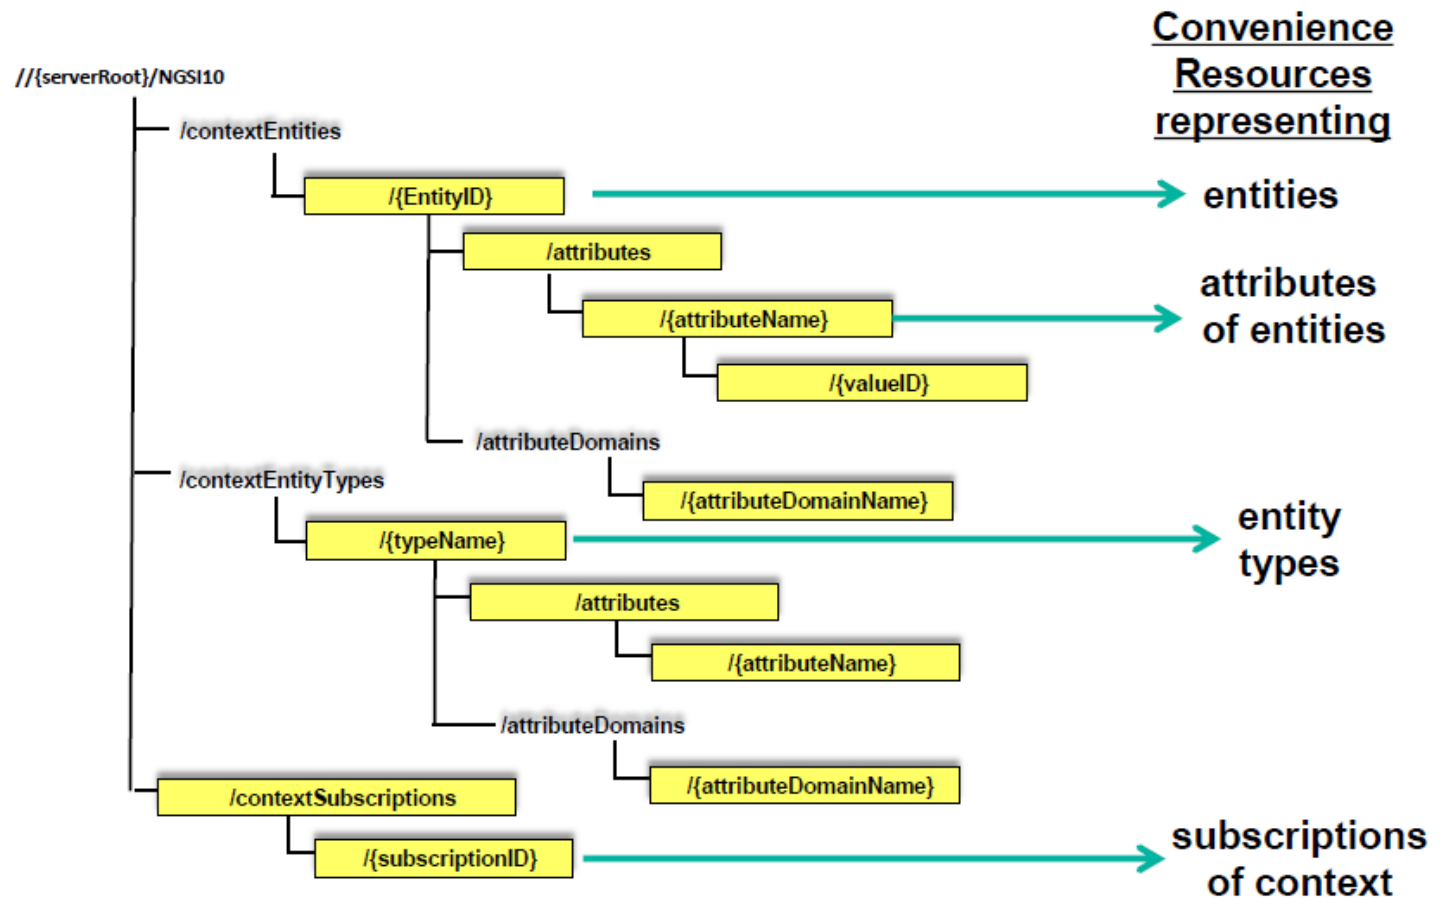 Convenience
Resources
representing
//{serverRoot}/NGSI10
/contextEntities
/{EntityID}
entities
/attributes
attributes
of entities
/{attributeName}
/{valueID}
/attributeDomains
/contextEntityTypes
/{attributeDomainName}
entity
types
/{typeName}
/attributes
/{attributeName}
/attributeDomains
/{attributeDomainName}
/contextSubscriptions
/{subscriptionID}
subscriptions
of context